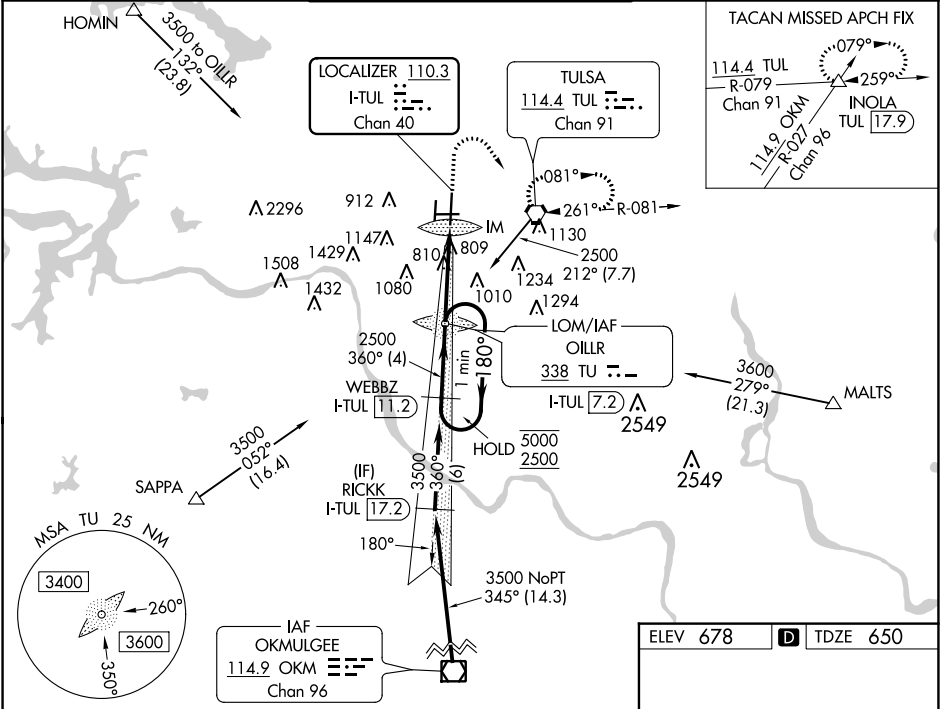 HOMIN
3500 to OILLR
132°
(23.8)
LOCALIZER 110.3
I-TUL
Chan 40
TULSA
114.4 TUL
Chan 91
TACAN MISSED APCH FIX
114.4 TUL
R-079
Chan 91
079°
259°
INOLA
TUL 17.9
114.9 OKM
R-027
Chan 96
2296
912
1147
1429
1508
1432
1080
810
809
IM
081°
261°
R-081
1130
2500
212° (7.7)
1234
1010
1294
LOM/IAF
OILLR
338 TU
I-TUL 7.2
2549
2549
3600
279°
(21.3)
MALTS
2500
360° (4)
1 min
180°
WEBBZ
I-TUL 11.2
HOLD
5000
2500
3500
052°
(16.4)
SAPPA
(IF)
RICKK
I-TUL 17.2
3500
360°
(6)
180°
3500 NoPT
345° (14.3)
MSA TU 25 NM
3400
260°
3600
350°
IAF
OKMULGEE
114.9 OKM
Chan 96
ELEV 678
D
TDZE 650